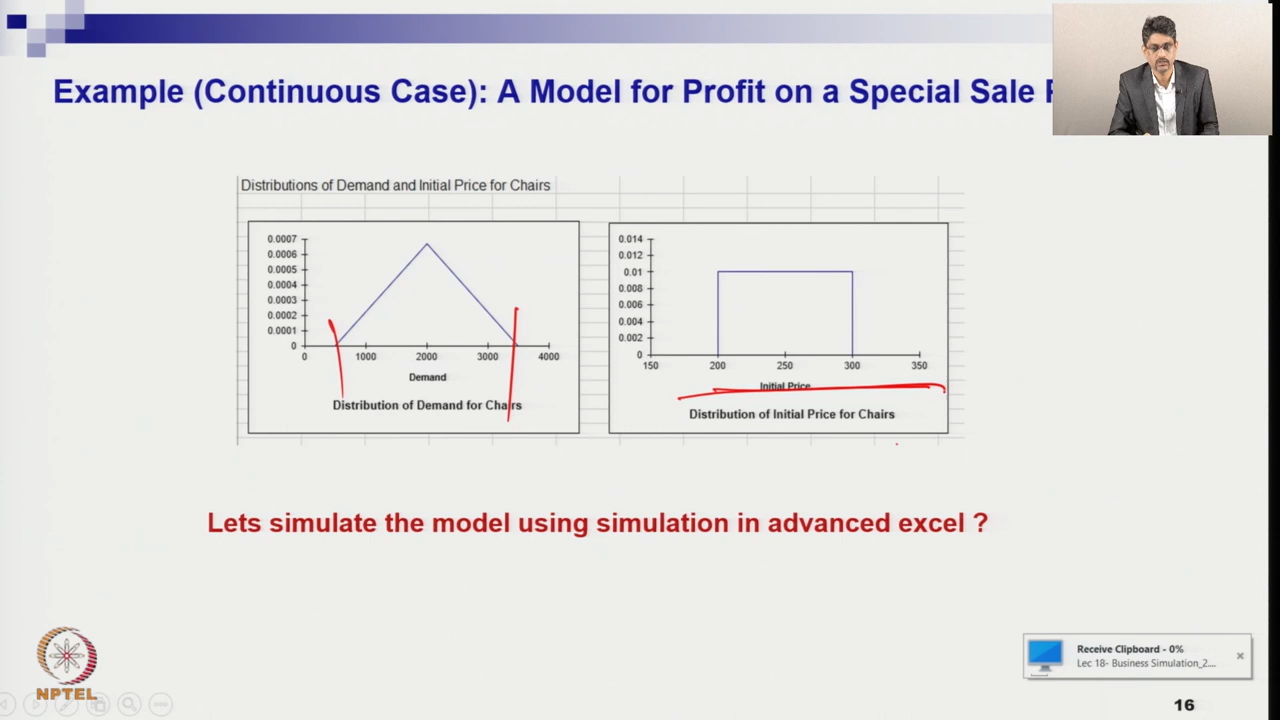 Example (Continuous Case): A Model for Profit on a Special Sale
Distributions of Demand and Initial Price for Chairs
0.0007
0.0006
0.0005
0.0004
0.0003
0.0002
0.0001
0
0 1000 2000 3000 4000
Demand
Distribution of Demand for Chairs
0.014
0.012
0.01
0.008
0.006
0.004
0.002
0
150 200 250 300 350
Initial Price
Distribution of Initial Price for Chairs
Lets simulate the model using simulation in advanced excel ?
NPTEL
Receive Clipboard - 0%
Lec 18- Business Simulation_2....
16